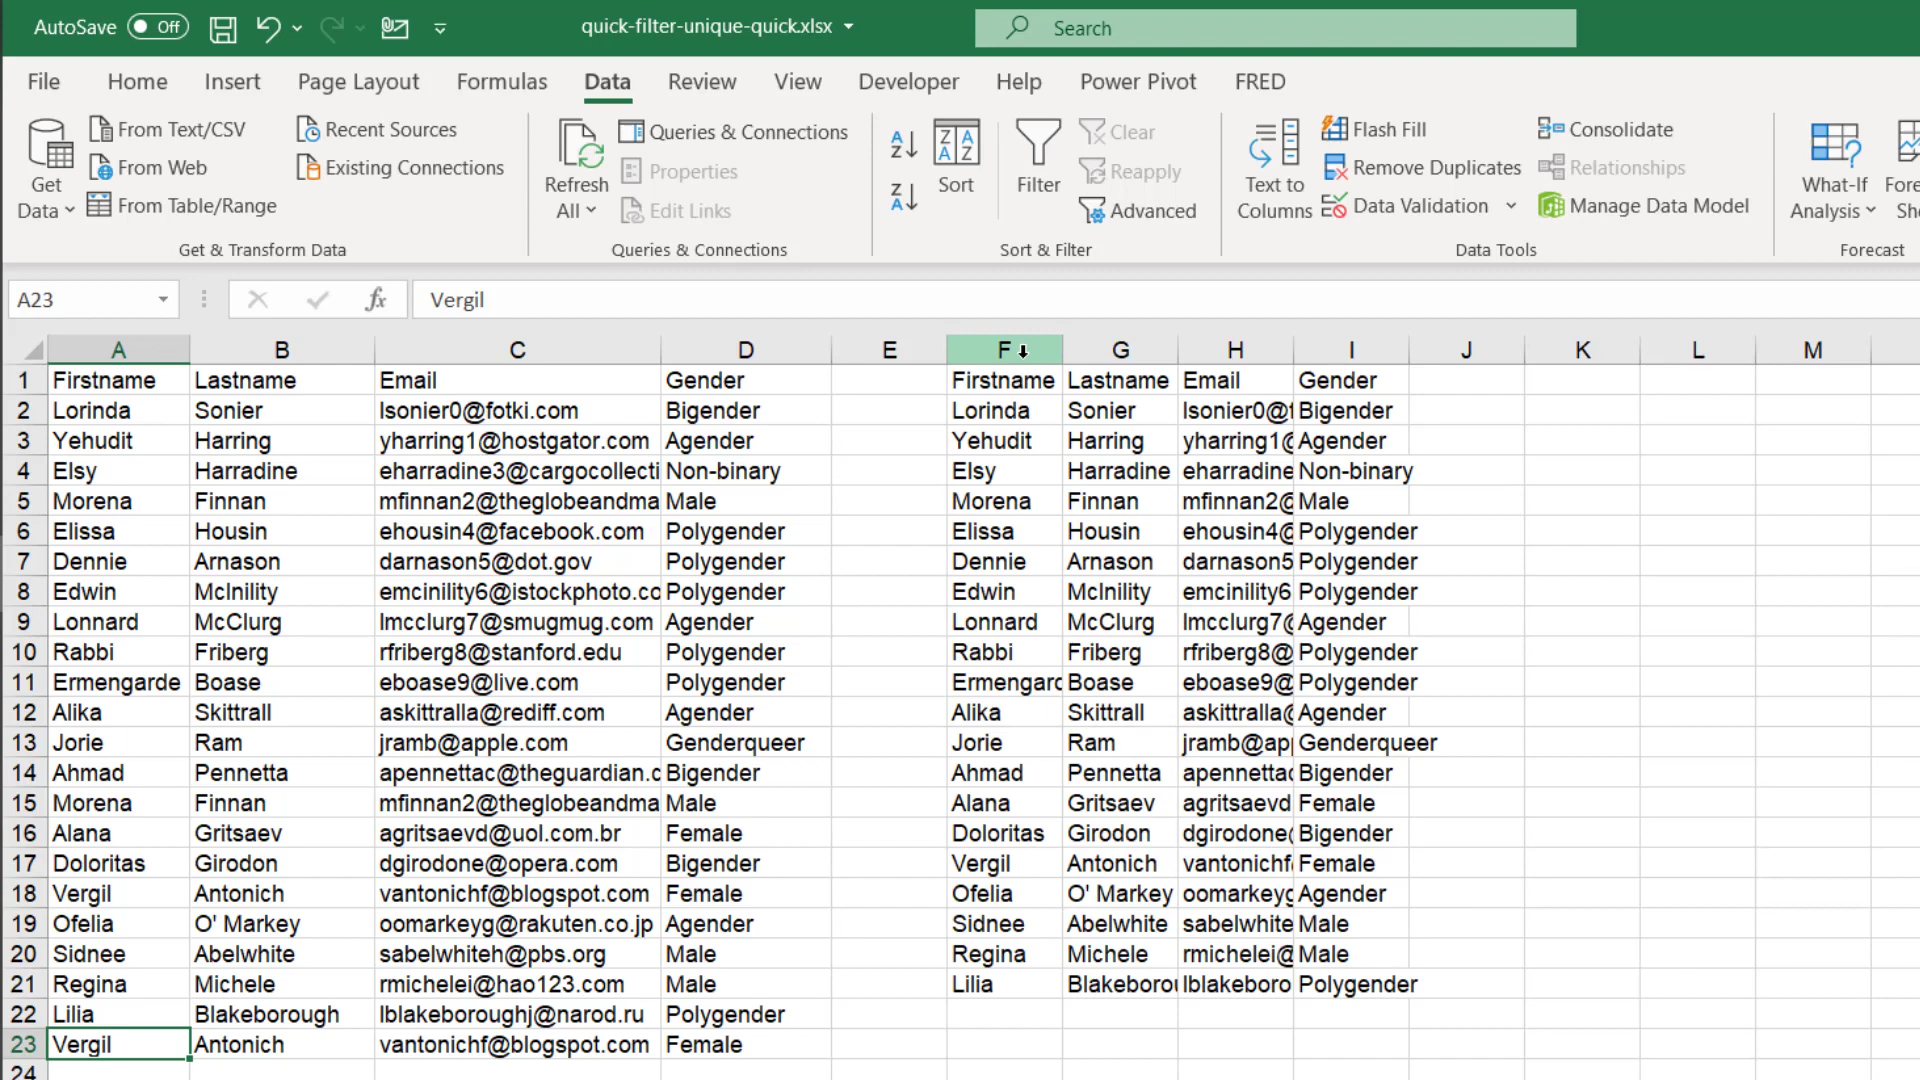 AutoSave Off quick-filter-unique-quick.xlsx Search
File Home Insert Page Layout Formulas Data Review View Developer Help Power Pivot FRED
Get Data
From Text/CSV
From Web
From Table/Range
Recent Sources
Existing Connections
Get & Transform Data
Refresh All
Queries & Connections
Properties
Edit Links
Queries & Connections
Sort
Filter
Clear
Reapply
Advanced
Sort & Filter
Text to Columns
Flash Fill
Remove Duplicates
Data Validation
Consolidate
Relationships
Manage Data Model
Data Tools
What-If Analysis
Fore
Sh
Forecast
A23 fx Vergil
A B C D E F G H I J K L M
1 Firstname Lastname Email Gender Firstname Lastname Email Gender
2 Lorinda Sonier lsonier0@fotki.com Bigender Lorinda Sonier lsonier0@f Bigender
3 Yehudit Harring yharring1@hostgator.com Agender Yehudit Harring yharring1@ Agender
4 Elsy Harradine eharradine3@cargocollecti Non-binary Elsy Harradine eharradine Non-binary
5 Morena Finnan mfinnan2@theglobeandma Male Morena Finnan mfinnan2@ Male
6 Elissa Housin ehousin4@facebook.com Polygender Elissa Housin ehousin4@ Polygender
7 Dennie Arnason darnason5@dot.gov Polygender Dennie Arnason darnason5 Polygender
8 Edwin McInility emcinility6@istockphoto.co Polygender Edwin McInility emcinility6 Polygender
9 Lonnard McClurg lmcclurg7@smugmug.com Agender Lonnard McClurg lmcclurg7@ Agender
10 Rabbi Friberg rfriberg8@stanford.edu Polygender Rabbi Friberg rfriberg8@ Polygender
11 Ermengarde Boase eboase9@live.com Polygender Ermengard Boase eboase9@ Polygender
12 Alika Skittrall askittralla@rediff.com Agender Alika Skittrall askittralla@ Agender
13 Jorie Ram jramb@apple.com Genderqueer Jorie Ram jramb@app Genderqueer
14 Ahmad Pennetta apennettac@theguardian.c Bigender Ahmad Pennetta apennettac Bigender
15 Morena Finnan mfinnan2@theglobeandma Male Alana Gritsaev agritsaevd Female
16 Alana Gritsaev agritsaevd@uol.com.br Female Doloritas Girodon dgirodone@ Bigender
17 Doloritas Girodon dgirodone@opera.com Bigender Vergil Antonich vantonichf Female
18 Vergil Antonich vantonichf@blogspot.com Female Ofelia O' Markey oomarkeyg Agender
19 Ofelia O' Markey oomarkeyg@rakuten.co.jp Agender Sidnee Abelwhite sabelwhite Male
20 Sidnee Abelwhite sabelwhiteh@pbs.org Male Regina Michele rmichelei@ Male
21 Regina Michele rmichelei@hao123.com Male Lilia Blakeborou lblakeboro Polygender
22 Lilia Blakeborough lblakeboroughj@narod.ru Polygender
23 Vergil Antonich vantonichf@blogspot.com Female
24